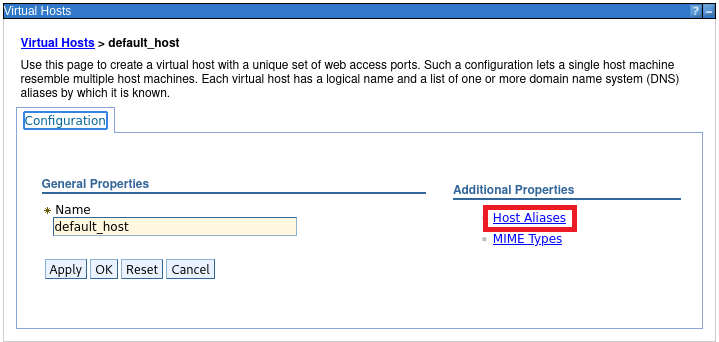 Virtual Hosts ? –
Virtual Hosts > default_host
Use this page to create a virtual host with a unique set of web access ports. Such a configuration lets a single host machine
resemble multiple host machines. Each virtual host has a logical name and a list of one or more domain name system (DNS)
aliases by which it is known.
Configuration
General Properties
* Name
default_host
Apply OK Reset Cancel
Additional Properties
Host Aliases
MIME Types